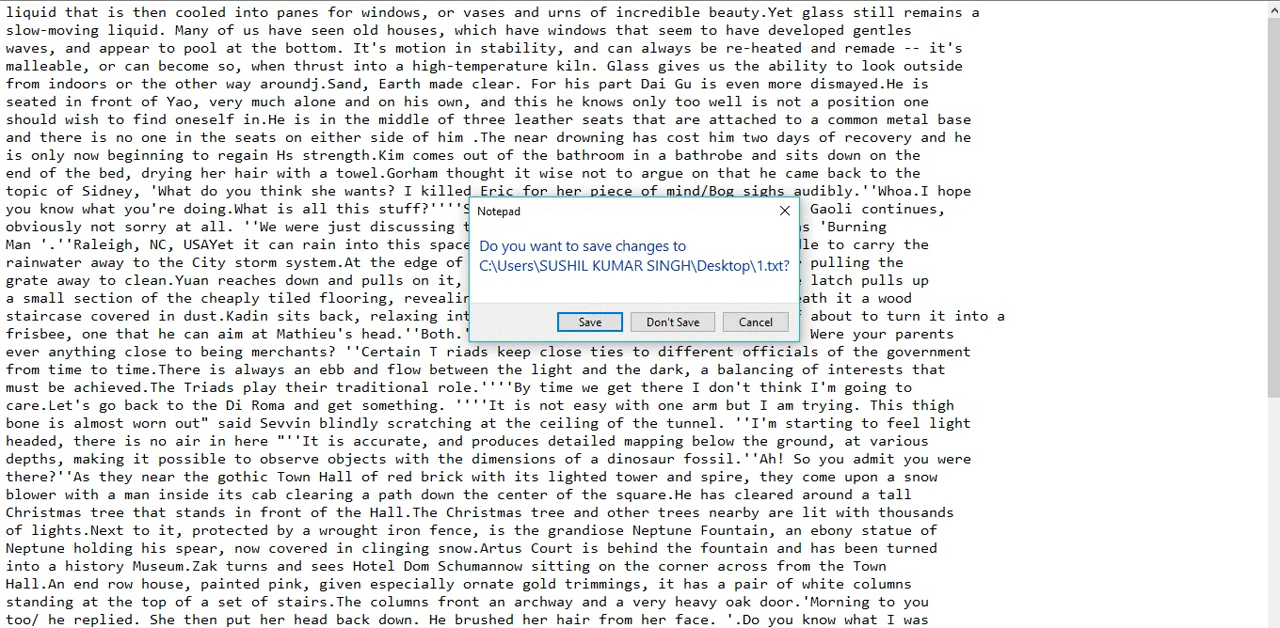 liquid that is then cooled into panes for windows, or vases and urns of incredible beauty.Yet glass still remains a
slow-moving liquid. Many of us have seen old houses, which have windows that seem to have developed gentles
waves, and appear to pool at the bottom. It's motion in stability, and can always be re-heated and remade -- it's
malleable, or can become so, when thrust into a high-temperature kiln. Glass gives us the ability to look outside
from indoors or the other way aroundj.Sand, Earth made clear. For his part Dai Gu is even more dismayed.He is
seated in front of Yao, very much alone and on his own, and this he knows only too well is not a position one
should wish to find oneself in.He is in the middle of three leather seats that are attached to a common metal base
and there is no one in the seats on either side of him .The near drowning has cost him two days of recovery and he
is only now beginning to regain Hs strength.Kim comes out of the bathroom in a bathrobe and sits down on the
end of the bed, drying her hair with a towel.Gorham thought it wise not to argue on that he came back to the
topic of Sidney, 'What do you think she wants? I killed Eric for her piece of mind/Bog sighs audibly.''Whoa.I hope
you know what you're doing.What is all this stuff?'''' Gaoli continues,
obviously not sorry at all. ''We were just discussing 'Burning
Man '.''Raleigh, NC, USAYet it can rain into this space to carry the
rainwater away to the City storm system.At the edge of pulling the
grate away to clean.Yuan reaches down and pulls on it, latch pulls up
a small section of the cheaply tiled flooring, it a wood
staircase covered in dust.Kadin sits back, relaxing about to turn it into a
frisbee, one that he can aim at Mathieu's head.''Both. Were your parents
ever anything close to being merchants? ''Certain T riads keep close ties to different officials of the government
from time to time.There is always an ebb and flow between the light and the dark, a balancing of interests that
must be achieved.The Triads play their traditional role.''''By time we get there I don't think I'm going to
care.Let's go back to the Di Roma and get something. ''''It is not easy with one arm but I am trying. This thigh
bone is almost worn out" said Sevvin blindly scratching at the ceiling of the tunnel. ''I'm starting to feel light
headed, there is no air in here "''It is accurate, and produces detailed mapping below the ground, at various
depths, making it possible to observe objects with the dimensions of a dinosaur fossil.''Ah! So you admit you were
there?''As they near the gothic Town Hall of red brick with its lighted tower and spire, they come upon a snow
blower with a man inside its cab clearing a path down the center of the square.He has cleared around a tall
Christmas tree that stands in front of the Hall.The Christmas tree and other trees nearby are lit with thousands
of lights.Next to it, protected by a wrought iron fence, is the grandiose Neptune Fountain, an ebony statue of
Neptune holding his spear, now covered in clinging snow.Artus Court is behind the fountain and has been turned
into a history Museum.Zak turns and sees Hotel Dom Schumannow sitting on the corner across from the Town
Hall.An end row house, painted pink, given especially ornate gold trimmings, it has a pair of white columns
standing at the top of a set of stairs.The columns front an archway and a very heavy oak door.'Morning to you
too/ he replied. She then put her head back down. He brushed her hair from her face. '.Do you know what I was
Notepad
Do you want to save changes to
C:\Users\SUSHIL KUMAR SINGH\Desktop\1.txt?
Save Don't Save Cancel